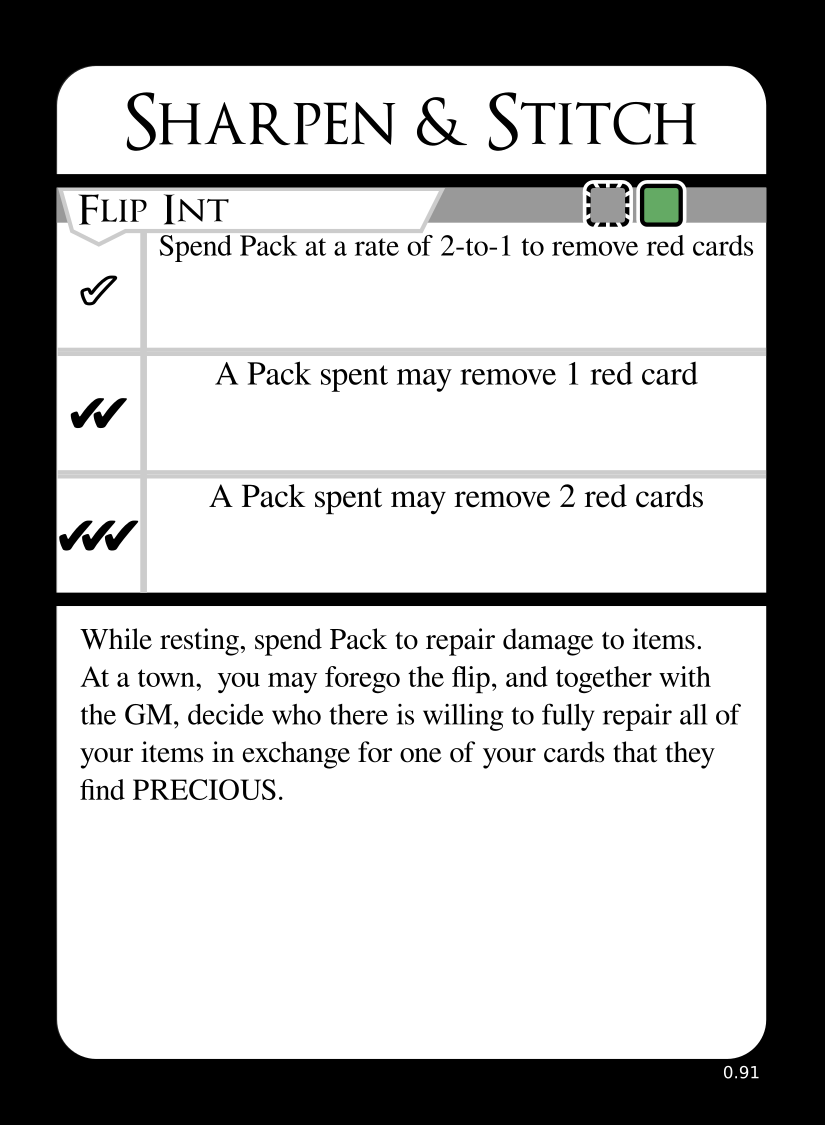 SHARPEN & STITCH
FLIP INT
Spend Pack at a rate of 2-to-1 to remove red cards
A Pack spent may remove 1 red card
A Pack spent may remove 2 red cards
While resting, spend Pack to repair damage to items.
At a town,  you may forego the flip, and together with
the GM, decide who there is willing to fully repair all of
your items in exchange for one of your cards that they
find PRECIOUS.
0.91